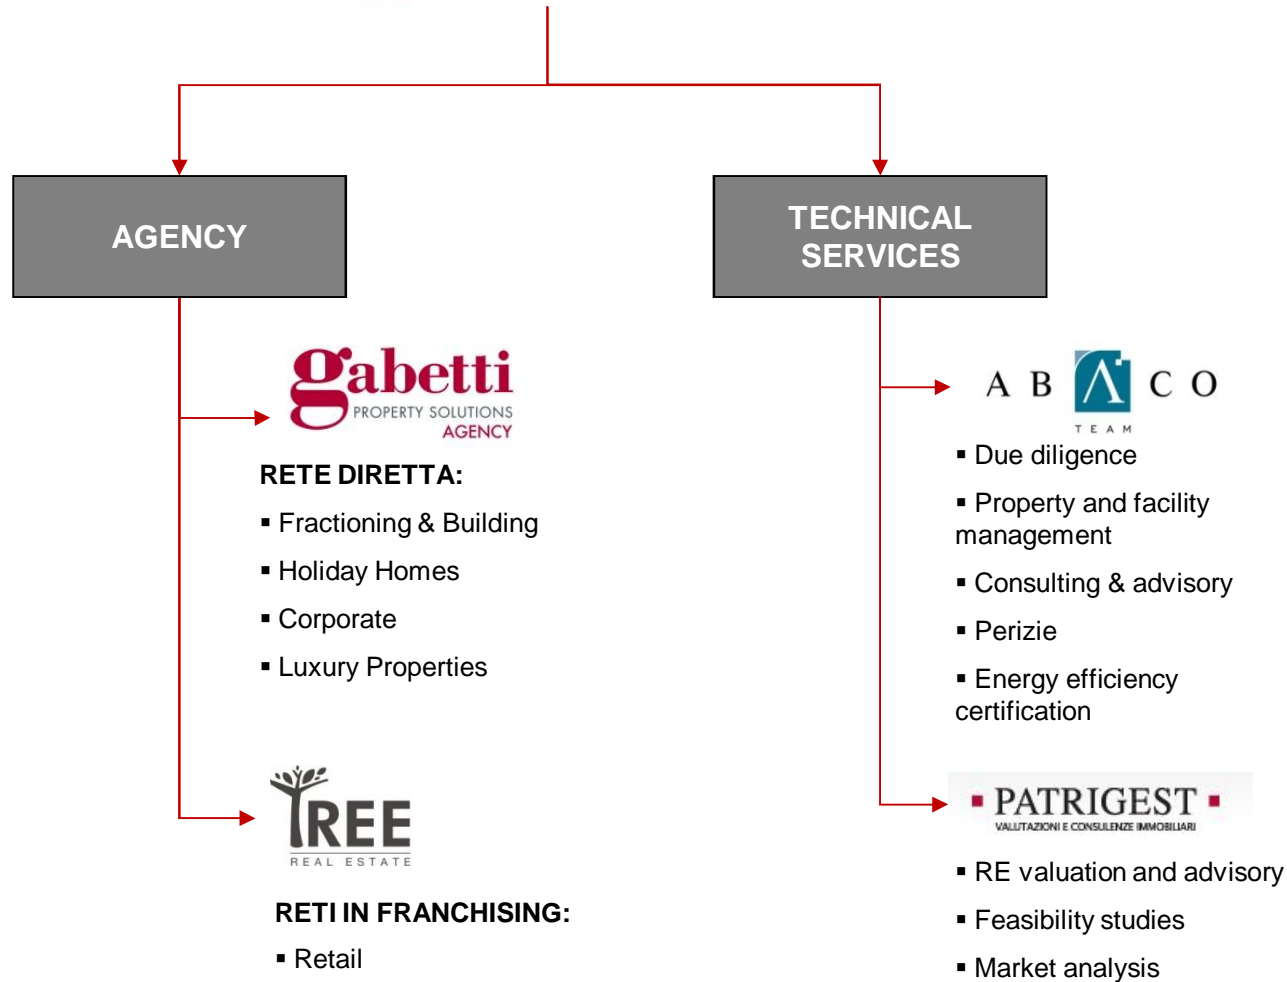 AGENCY
gabetti
PROPERTY SOLUTIONS
AGENCY
RETE DIRETTA:
▪ Fractioning & Building
▪ Holiday Homes
▪ Corporate
▪ Luxury Properties
TREE
REAL ESTATE
RETI IN FRANCHISING:
▪ Retail
TECHNICAL
SERVICES
ABACO
TEAM
▪ Due diligence
▪ Property and facility
management
▪ Consulting & advisory
▪ Perizie
▪ Energy efficiency
certification
▪ PATRIGEST ▪
VALUTAZIONI E CONSULENZE IMMOBILIARI
▪ RE valuation and advisory
▪ Feasibility studies
▪ Market analysis